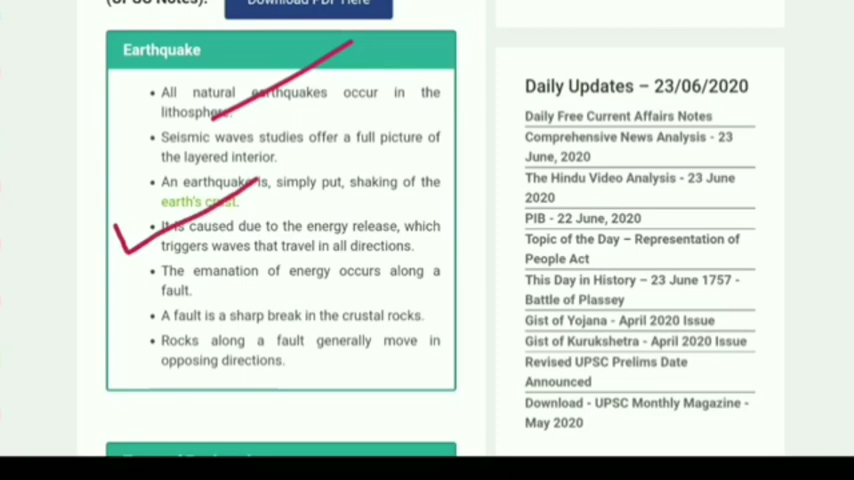 (UPSC Notes):
Download PDF Here
Earthquake
• All natural earthquakes occur in the
lithosphere.
• Seismic waves studies offer a full picture of
the layered interior.
• An earthquake is, simply put, shaking of the
earth's crust.
• It is caused due to the energy release, which
triggers waves that travel in all directions.
• The emanation of energy occurs along a
fault.
• A fault is a sharp break in the crustal rocks.
• Rocks along a fault generally move in
opposing directions.
Daily Updates – 23/06/2020
Daily Free Current Affairs Notes
Comprehensive News Analysis - 23
June, 2020
The Hindu Video Analysis - 23 June
2020
PIB - 22 June, 2020
Topic of the Day – Representation of
People Act
This Day in History – 23 June 1757 -
Battle of Plassey
Gist of Yojana - April 2020 Issue
Gist of Kurukshetra - April 2020 Issue
Revised UPSC Prelims Date
Announced
Download - UPSC Monthly Magazine -
May 2020